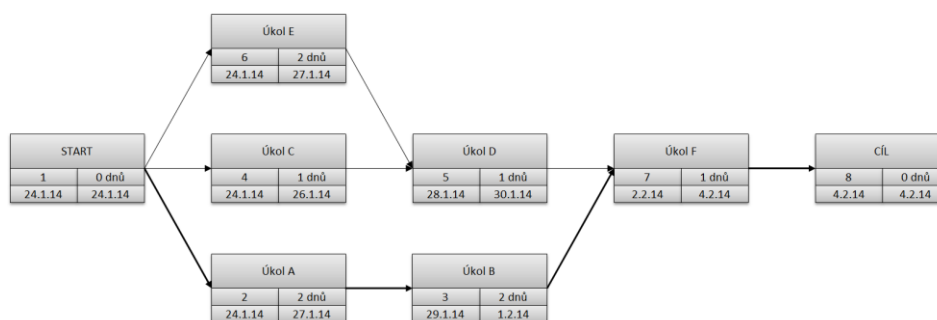 Úkol E
6 2 dnů
24.1.14 27.1.14
START
1 0 dnů
24.1.14 24.1.14
Úkol C
4 1 dnů
24.1.14 26.1.14
Úkol D
5 1 dnů
28.1.14 30.1.14
Úkol F
7 1 dnů
2.2.14 4.2.14
CÍL
8 0 dnů
4.2.14 4.2.14
Úkol A
2 2 dnů
24.1.14 27.1.14
Úkol B
3 2 dnů
29.1.14 1.2.14